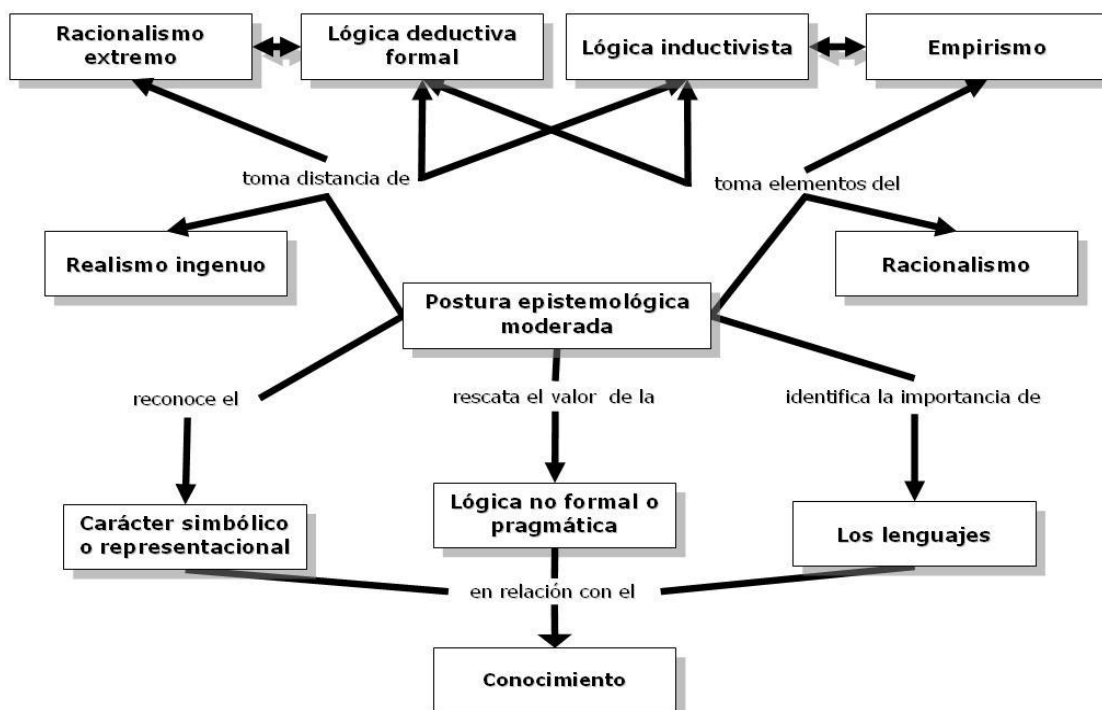 Racionalismo
extremo
Lógica deductiva
formal
Lógica inductivista
Empirismo
toma distancia de
toma elementos del
Realismo ingenuo
Racionalismo
Postura epistemológica
moderada
reconoce el
rescata el valor de la
identifica la importancia de
Carácter simbólico
o representacional
Lógica no formal o
pragmática
Los lenguajes
en relación con el
Conocimiento